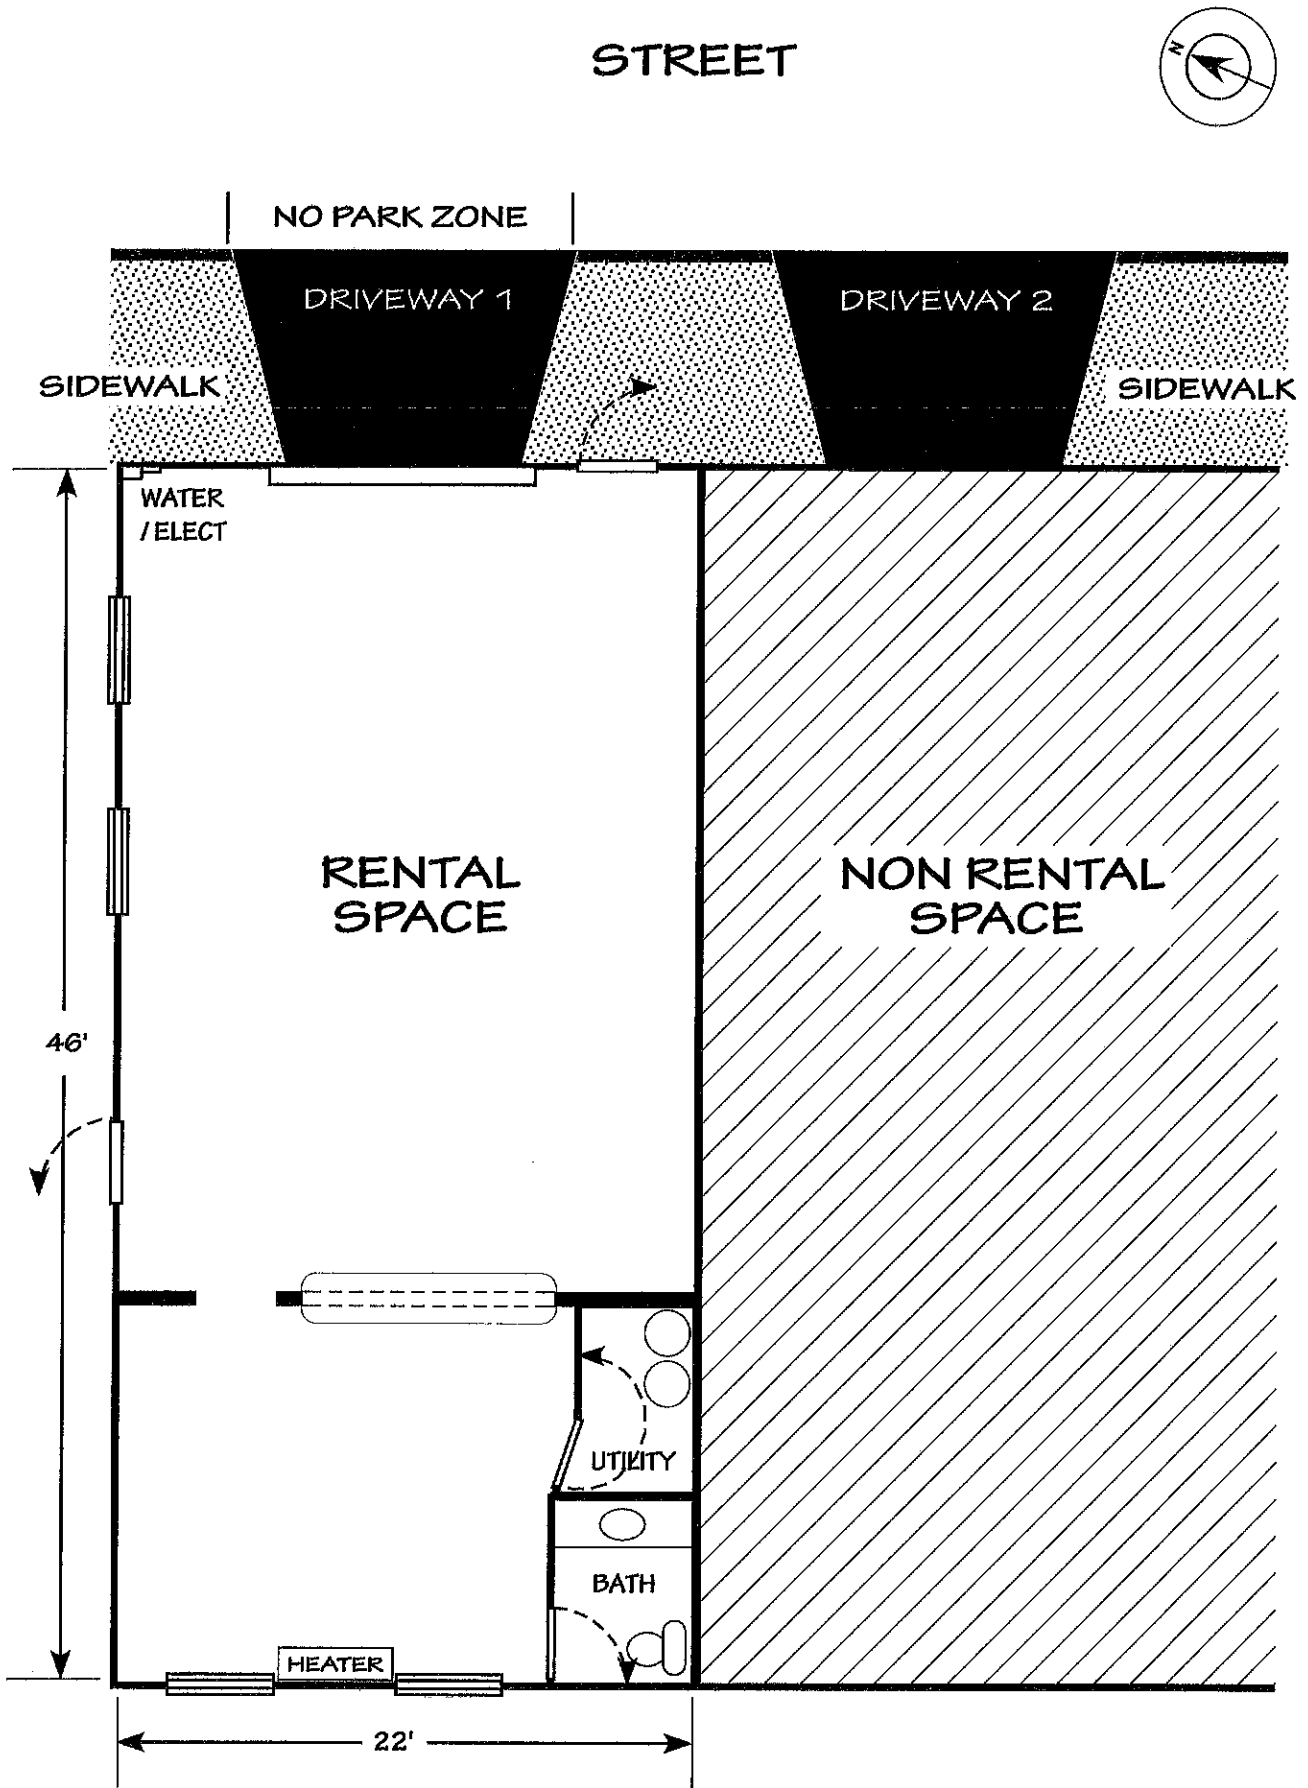 STREET
N
NO PARK ZONE
DRIVEWAY 1
DRIVEWAY 2
SIDEWALK
SIDEWALK
WATER
/ ELECT
RENTAL
SPACE
NON RENTAL
SPACE
46'
UTILITY
BATH
HEATER
22'